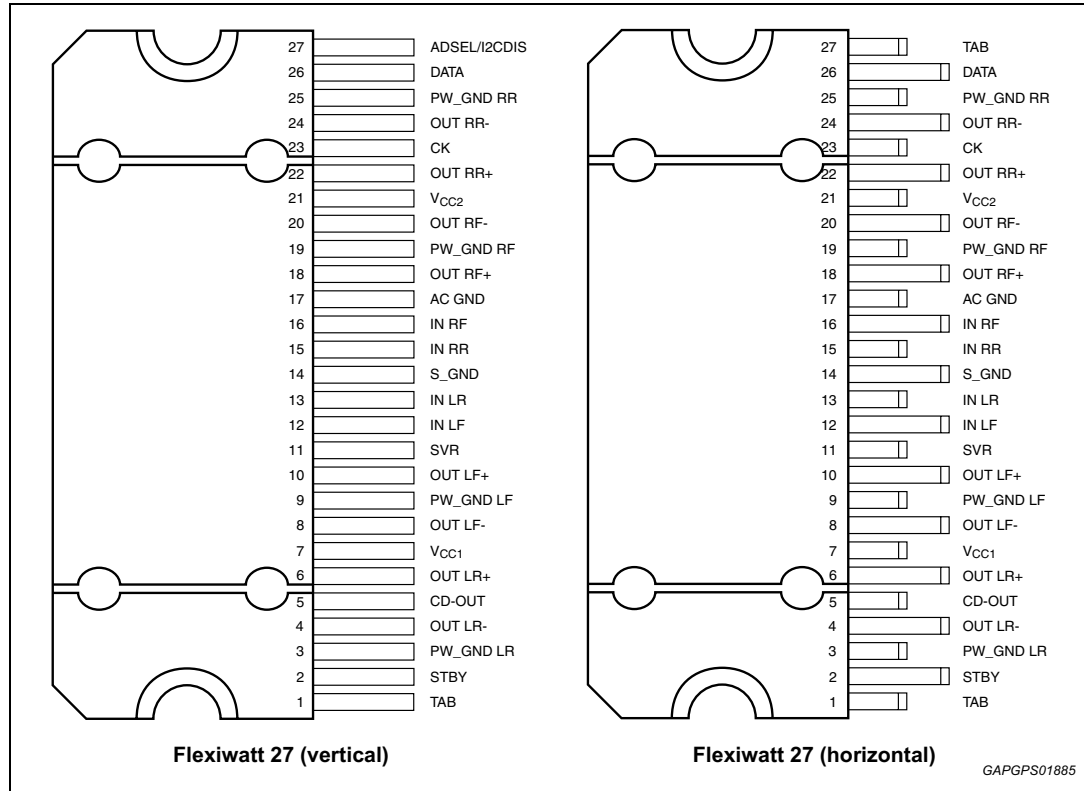 27 ADSEL/I2CDIS
26 DATA
25 PW_GND RR
24 OUT RR-
23 CK
22 OUT RR+
21 VCC2
20 OUT RF-
19 PW_GND RF
18 OUT RF+
17 AC GND
16 IN RF
15 IN RR
14 S_GND
13 IN LR
12 IN LF
11 SVR
10 OUT LF+
9 PW_GND LF
8 OUT LF-
7 VCC1
6 OUT LR+
5 CD-OUT
4 OUT LR-
3 PW_GND LR
2 STBY
1 TAB
Flexiwatt 27 (vertical)
27 TAB
26 DATA
25 PW_GND RR
24 OUT RR-
23 CK
22 OUT RR+
21 VCC2
20 OUT RF-
19 PW_GND RF
18 OUT RF+
17 AC GND
16 IN RF
15 IN RR
14 S_GND
13 IN LR
12 IN LF
11 SVR
10 OUT LF+
9 PW_GND LF
8 OUT LF-
7 VCC1
6 OUT LR+
5 CD-OUT
4 OUT LR-
3 PW_GND LR
2 STBY
1 TAB
Flexiwatt 27 (horizontal)
GAPGPS01885